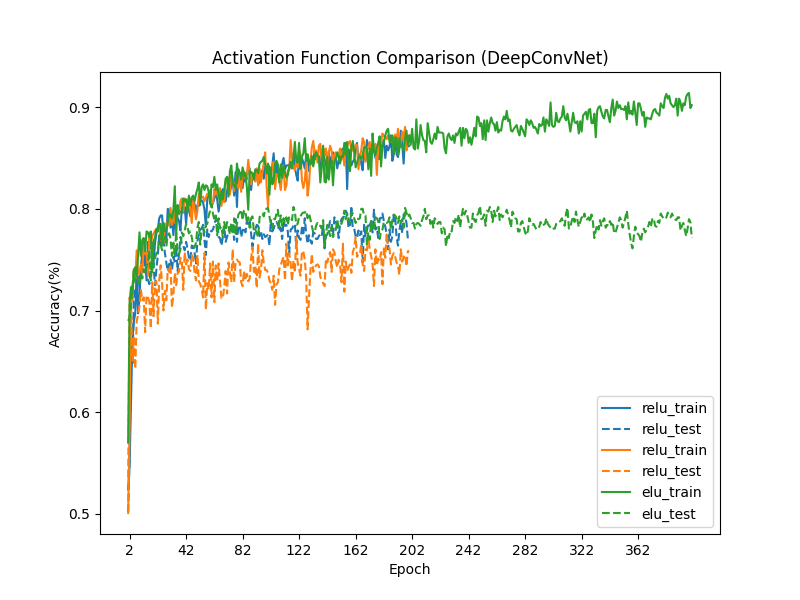 Activation Function Comparison (DeepConvNet)
0.9
0.8
0.7
0.6
0.5
Accuracy(%)
2 42 82 122 162 202 242 282 322 362
Epoch
relu_train
relu_test
relu_train
relu_test
elu_train
elu_test